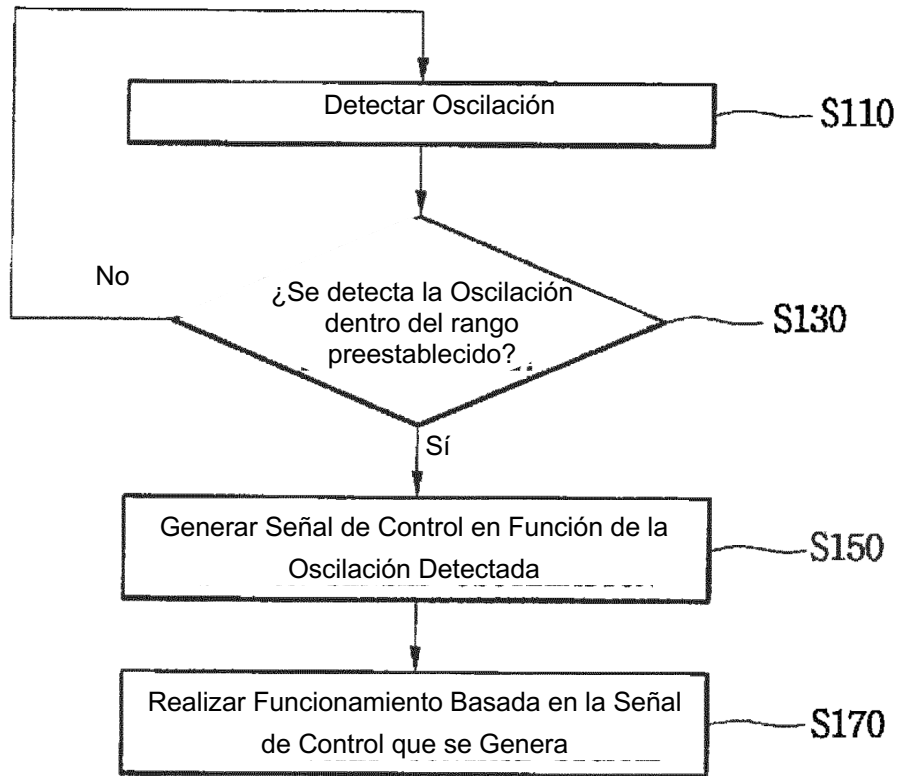 Detectar Oscilación
S110
No
¿Se detecta la Oscilación
dentro del rango
preestablecido?
S130
Sí
Generar Señal de Control en Función de la
Oscilación Detectada
S150
Realizar Funcionamiento Basada en la Señal
de Control que se Genera
S170